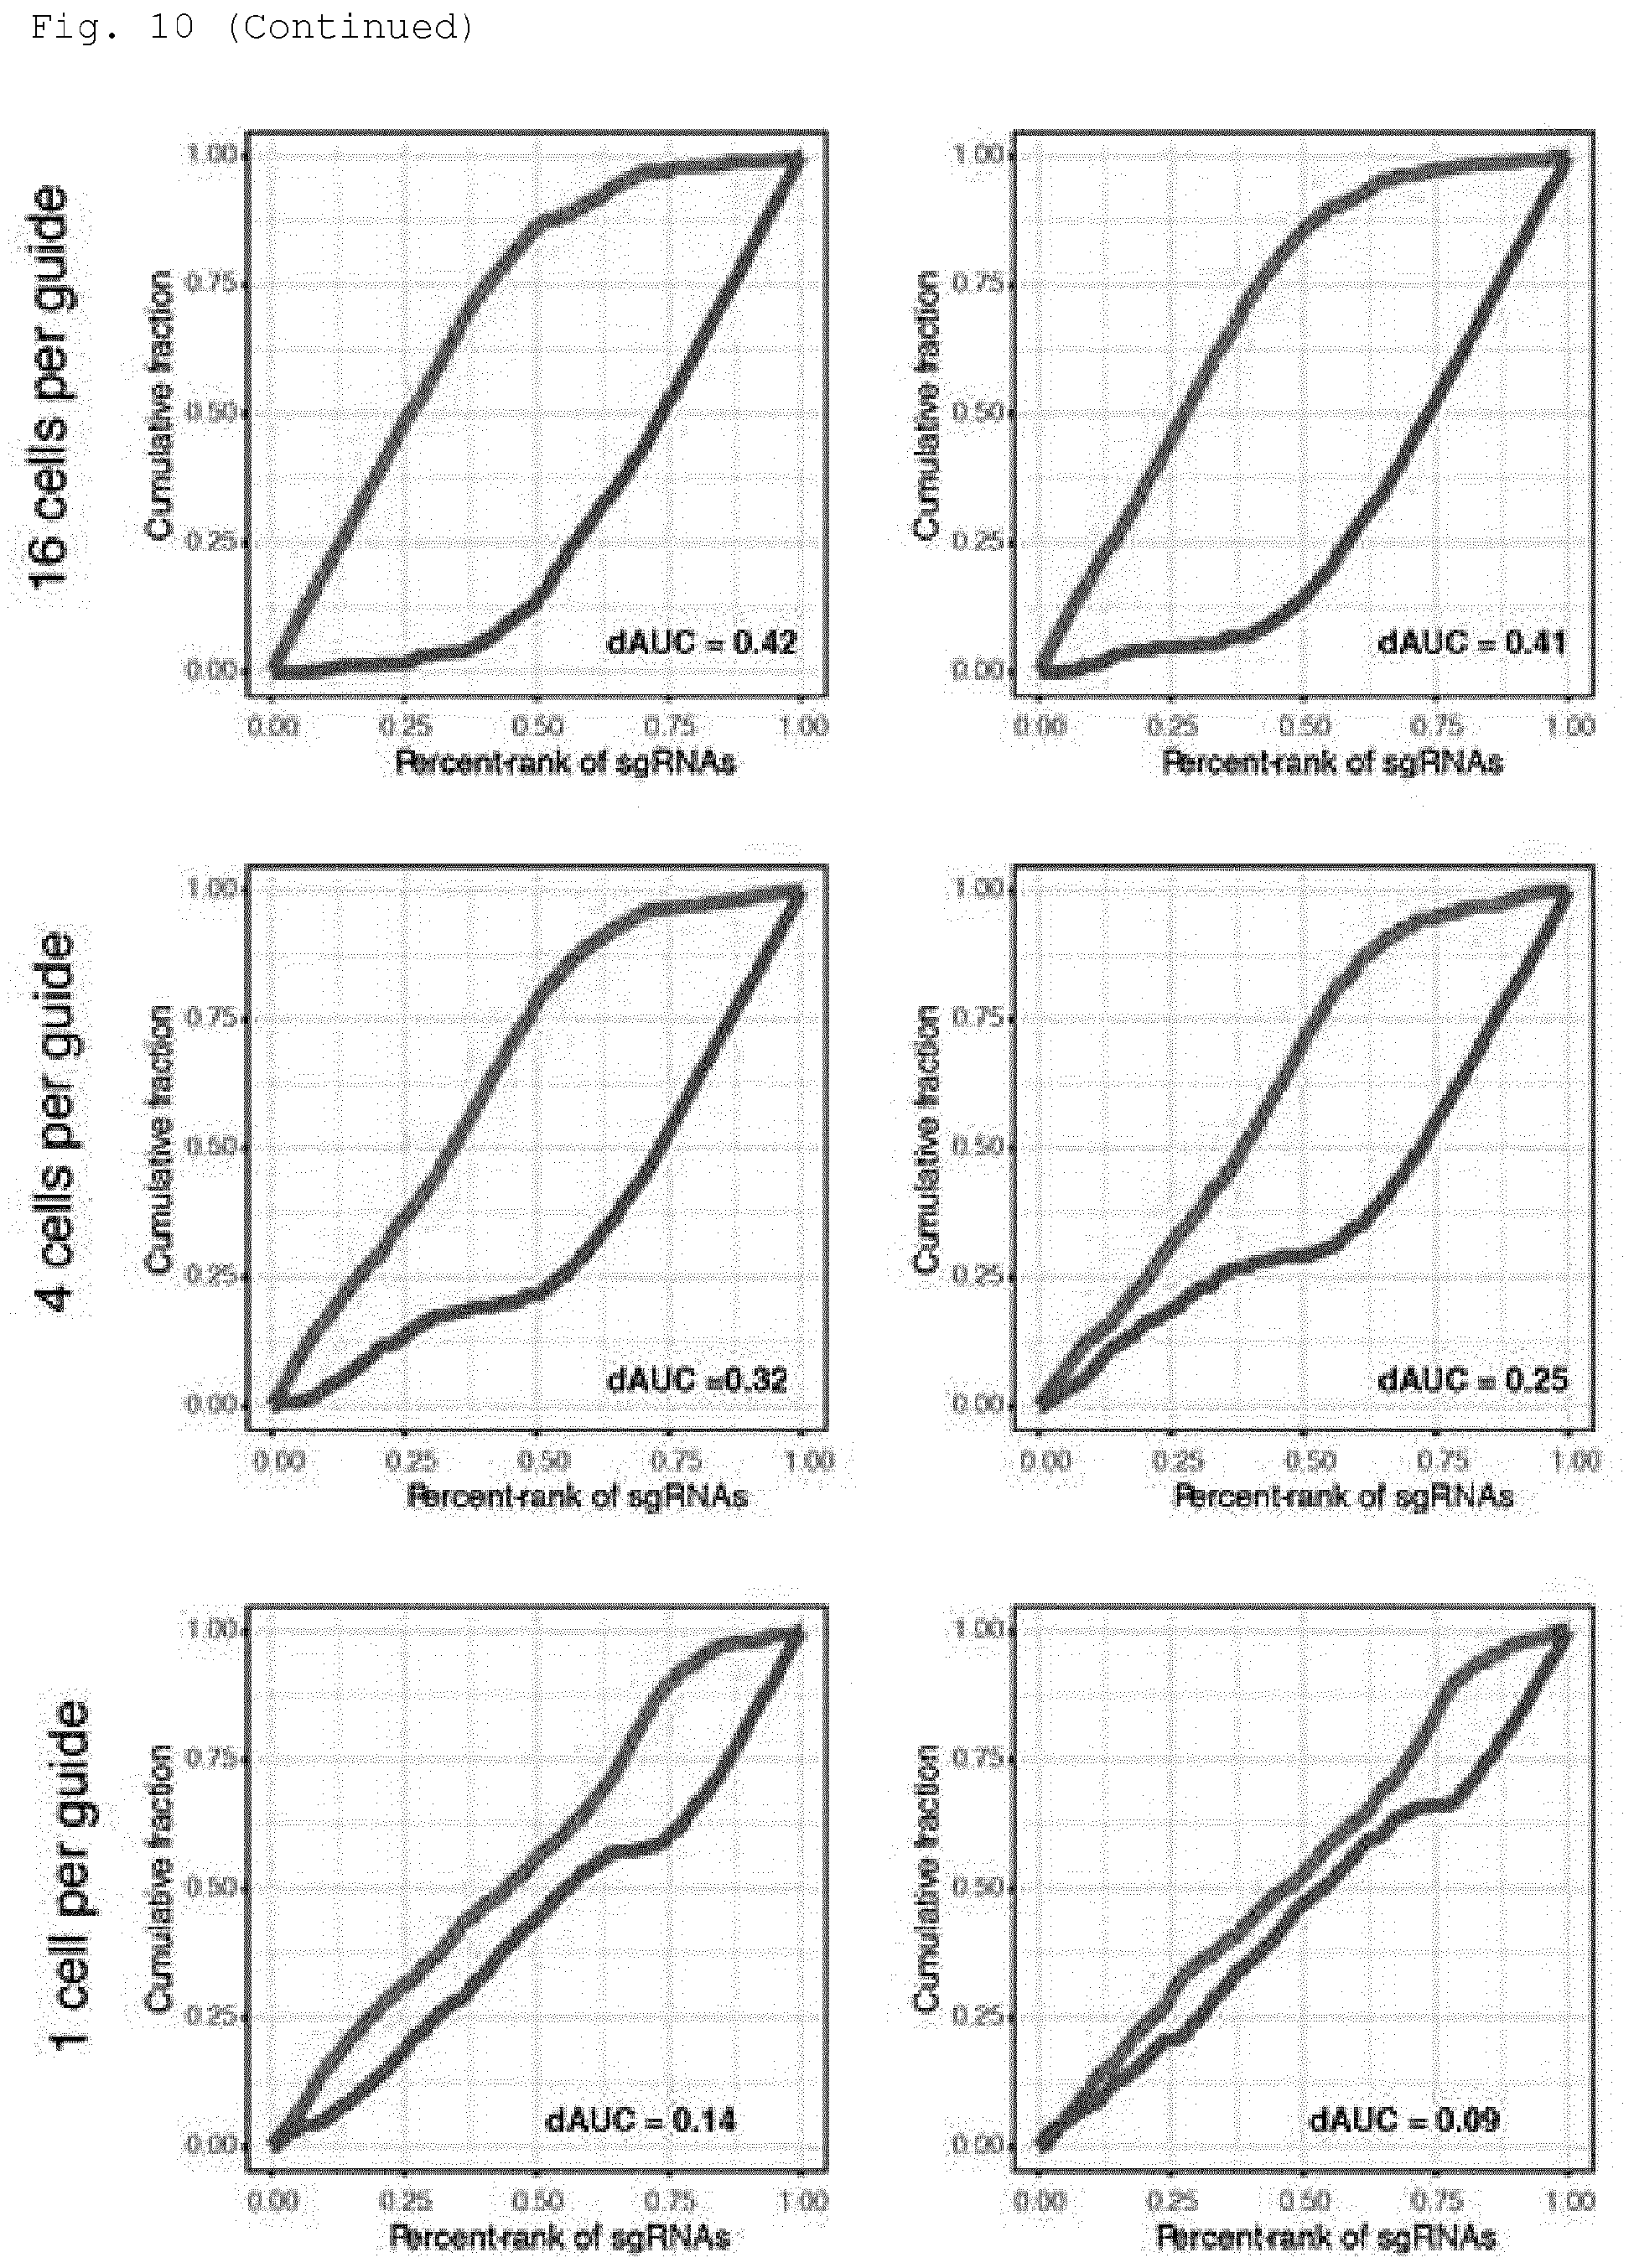 Fig. 10 (Continued)
16 cells per guide
Cumulative fraction
1.00
0.75
0.50
0.25
0.00
dAUC = 0.42
0.00 0.25 0.50 0.75 1.00
Percent-rank of sgRNAs
Cumulative fraction
1.00
0.75
0.50
0.25
0.00
dAUC = 0.41
0.00 0.25 0.50 0.75 1.00
Percent-rank of sgRNAs
4 cells per guide
Cumulative fraction
1.00
0.75
0.50
0.25
0.00
dAUC =0.32
0.00 0.25 0.50 0.75 1.00
Percent-rank of sgRNAs
Cumulative fraction
1.00
0.75
0.50
0.25
0.00
dAUC = 0.25
0.00 0.25 0.50 0.75 1.00
Percent-rank of sgRNAs
1 cell per guide
Cumulative fraction
1.00
0.75
0.50
0.25
0.00
dAUC = 0.14
0.00 0.25 0.50 0.75 1.00
Percent-rank of sgRNAs
Cumulative fraction
1.00
0.75
0.50
0.25
0.00
dAUC = 0.09
0.00 0.25 0.50 0.75 1.00
Percent-rank of sgRNAs